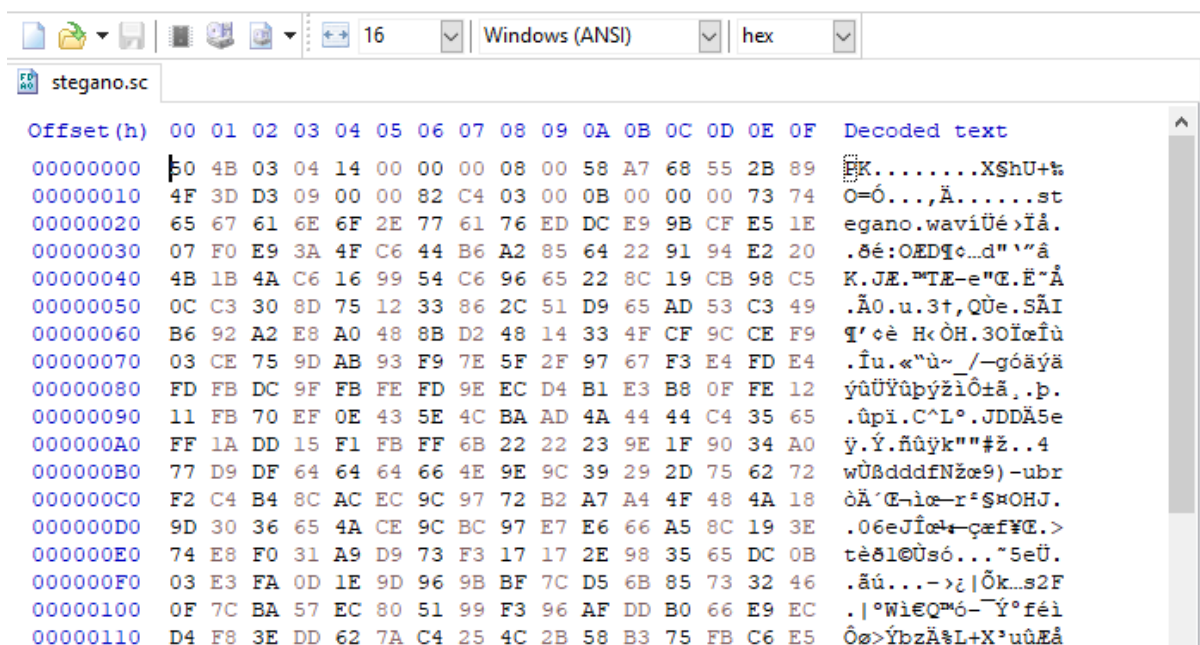 16 Windows (ANSI) hex
stegano.sc
Offset(h) 00 01 02 03 04 05 06 07 08 09 0A 0B 0C 0D 0E 0F Decoded text
00000000 50 4B 03 04 14 00 00 00 08 00 58 A7 68 55 2B 89 PK........X§hU+‰
00000010 4F 3D D3 09 00 00 82 C4 03 00 0B 00 00 00 73 74 O=Ó...‚Ä......st
00000020 65 67 61 6E 6F 2E 77 61 76 ED DC E9 9B CF E5 1E egano.wavíÜé›Ïå.
00000030 07 F0 E9 3A 4F C6 44 B6 A2 85 64 22 91 94 E2 20 .ðé:OÆD¶¢…d"‘”â
00000040 4B 1B 4A C6 16 99 54 C6 96 65 22 8C 19 CB 98 C5 K.JÆ.™TÆ–e"Œ.Ë˜Å
00000050 0C C3 30 8D 75 12 33 86 2C 51 D9 65 AD 53 C3 49 .Ã0.u.3†,QÙe.SÃI
00000060 B6 92 A2 E8 A0 48 8B D2 48 14 33 4F CF 9C CE F9 ¶’¢è H‹ÒH.3OÏœÎù
00000070 03 CE 75 9D AB 93 F9 7E 5F 2F 97 67 F3 E4 FD E4 .Îu.«“ù~_/—góäýä
00000080 FD FB DC 9F FB FE FD 9E EC D4 B1 E3 B8 0F FE 12 ýûÜŸûþýžìÔ±ã¸.þ.
00000090 11 FB 70 EF 0E 43 5E 4C BA AD 4A 44 44 C4 35 65 .ûpï.C^Lº.JDDÄ5e
000000A0 FF 1A DD 15 F1 FB FF 6B 22 22 23 9E 1F 90 34 A0 ÿ.Ý.ñûÿk""#ž..4
000000B0 77 D9 DF 64 64 64 66 4E 9E 9C 39 29 2D 75 62 72 wÙßdddfNžœ9)-ubr
000000C0 F2 C4 B4 8C AC EC 9C 97 72 B2 A7 A4 4F 48 4A 18 òÄ´Œ¬ìœ—r²§¤OHJ.
000000D0 9D 30 36 65 4A CE 9C BC 97 E7 E6 66 A5 8C 19 3E .06eJÎœ¼—çæf¥Œ.>
000000E0 74 E8 F0 31 A9 D9 73 F3 17 17 2E 98 35 65 DC 0B tèð1©Ùsó...˜5eÜ.
000000F0 03 E3 FA 0D 1E 9D 96 9B BF 7C D5 6B 85 73 32 46 .ãú...–›¿|Õk…s2F
00000100 0F 7C BA 57 EC 80 51 99 F3 96 AF DD B0 66 E9 EC .|ºWì€Q™ó–¯Ý°féì
00000110 D4 F8 3E DD 62 7A C4 25 4C 2B 58 B3 75 FB C6 E5 Ôø>ÝbzÄ%L+X³uûÆå